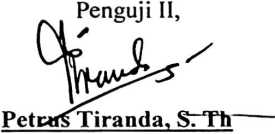 Penguji II,
Petrus Tiranda, S. Th